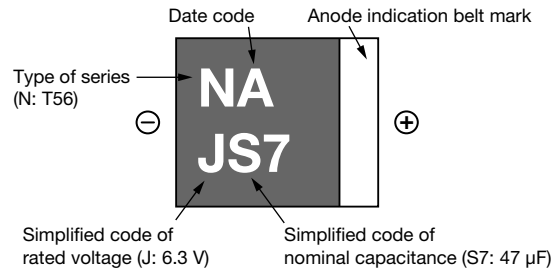 Date code
Anode indication belt mark
Type of series
(N: T56)
NA
⊖
⊕
JS7
Simplified code of
rated voltage (J: 6.3 V)
Simplified code of
nominal capacitance (S7: 47 µF)